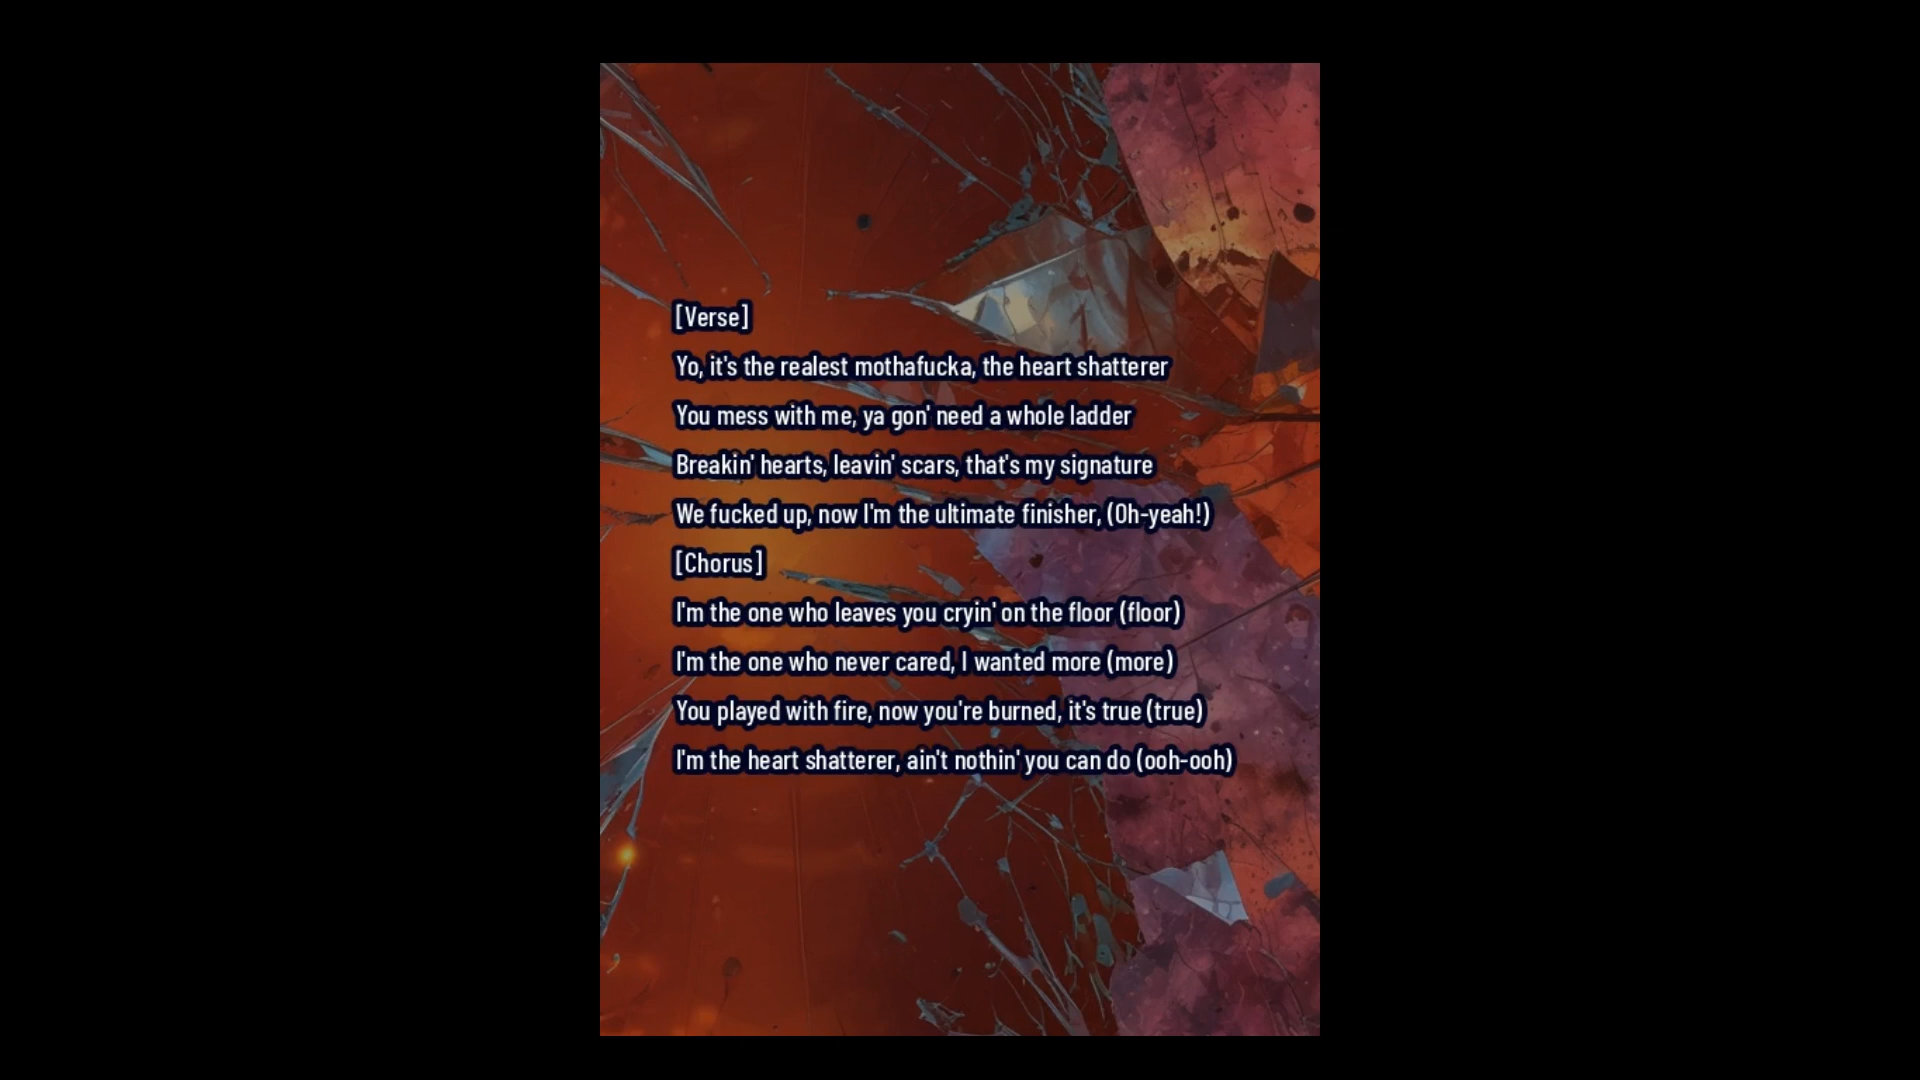 [Verse]
Yo, it's the realest mothafucka, the heart shatterer
You mess with me, ya gon' need a whole ladder
Breakin' hearts, leavin' scars, that's my signature
We fucked up, now I'm the ultimate finisher, (Oh-yeah!)
[Chorus]
I'm the one who leaves you cryin' on the floor (floor)
I'm the one who never cared, I wanted more (more)
You played with fire, now you're burned, it's true (true)
I'm the heart shatterer, ain't nothin' you can do (ooh-ooh)